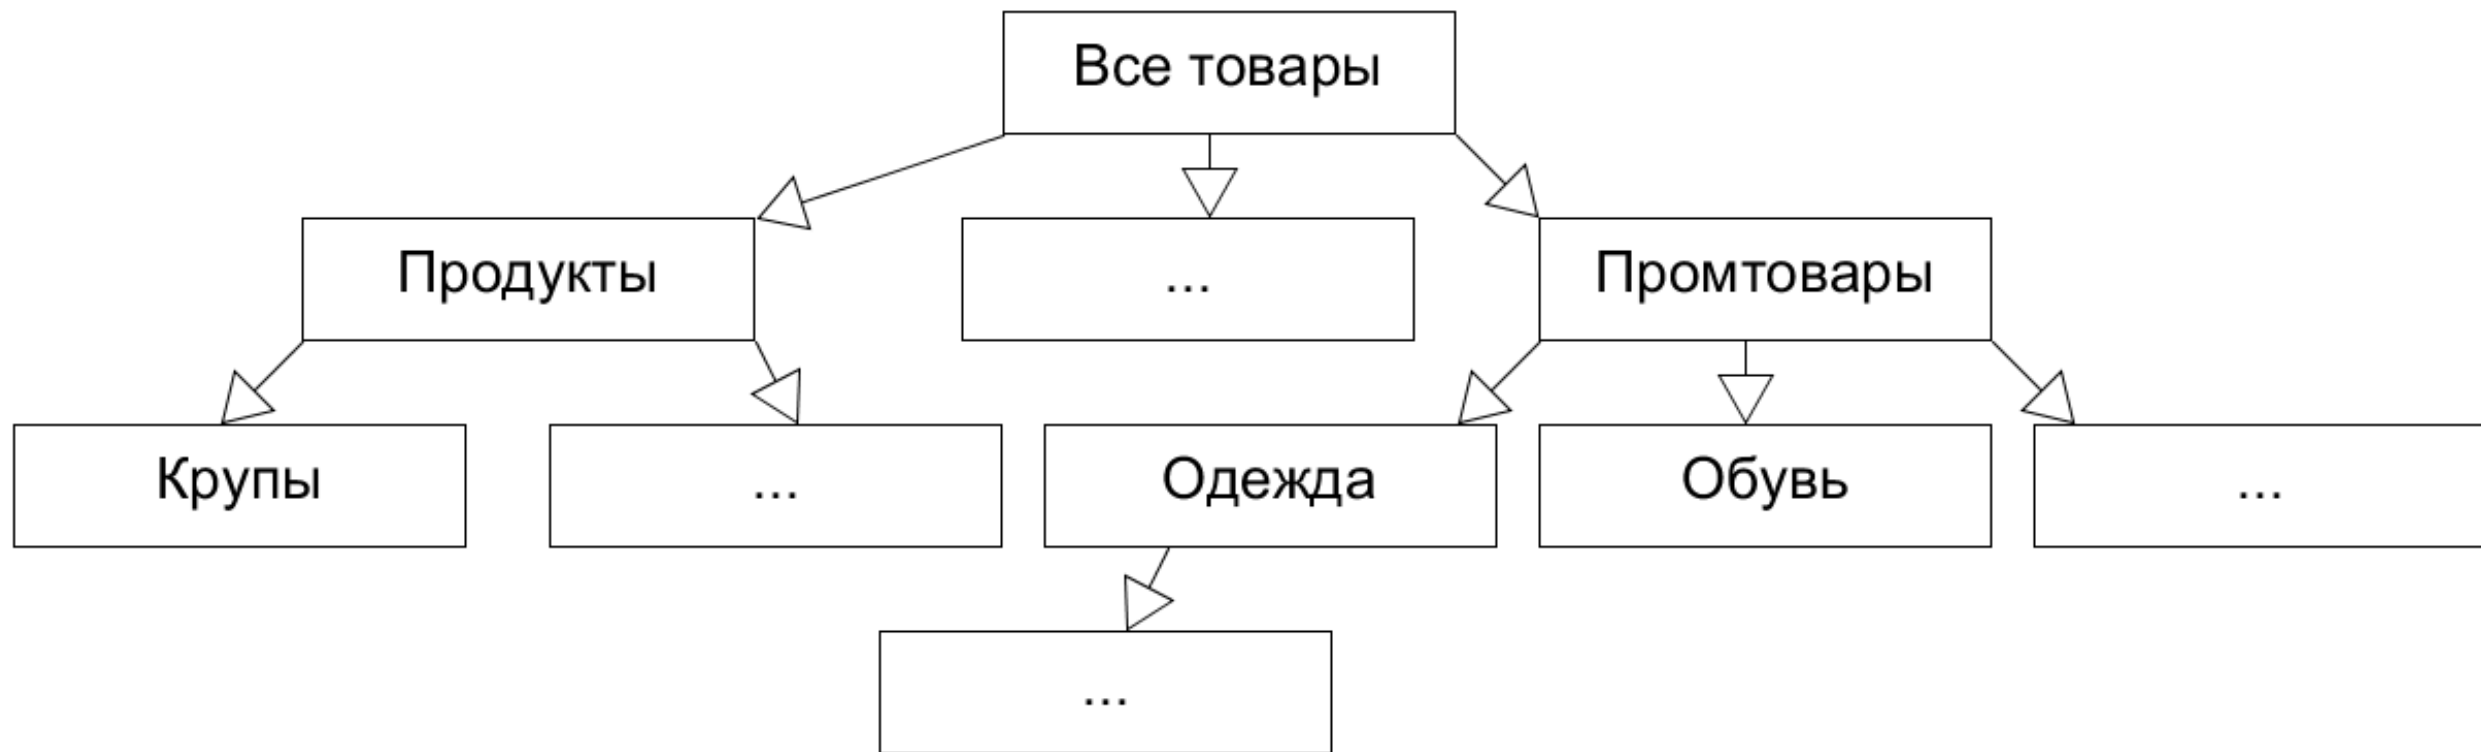 Все товары
Продукты
...
Промтовары
Крупы
...
Одежда
Обувь
...
...